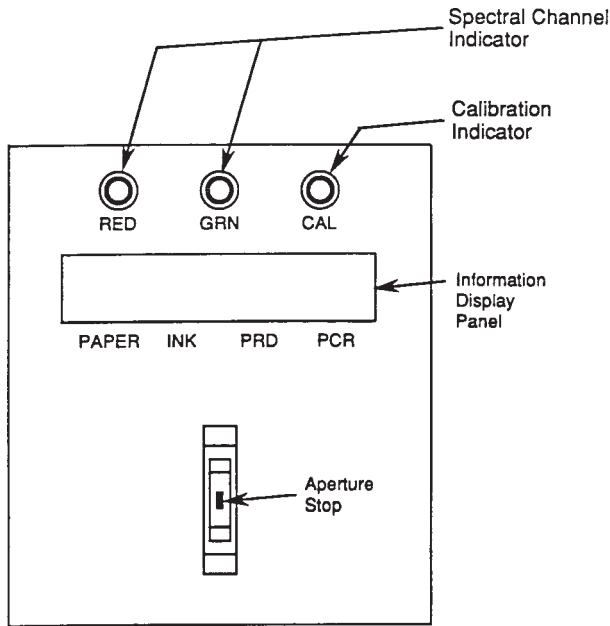 Spectral Channel
Indicator
Calibration
Indicator
RED GRN CAL
Information
Display
Panel
PAPER INK PRD PCR
Aperture
Stop